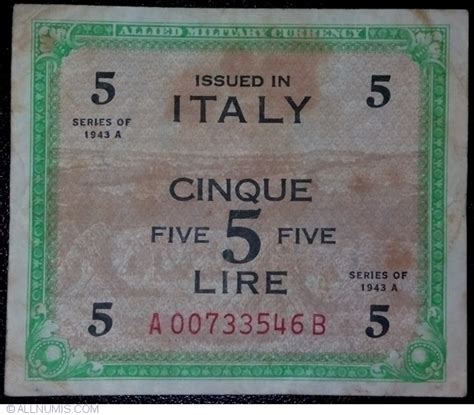 ALLIED MILITARY CURRENCY
5 ISSUED IN 5
ITALY
SERIES OF
1943 A
CINQUE
FIVE 5 FIVE
LIRE
SERIES OF
1943 A
5 A00733546B 5
© ALLNUMIS.COM